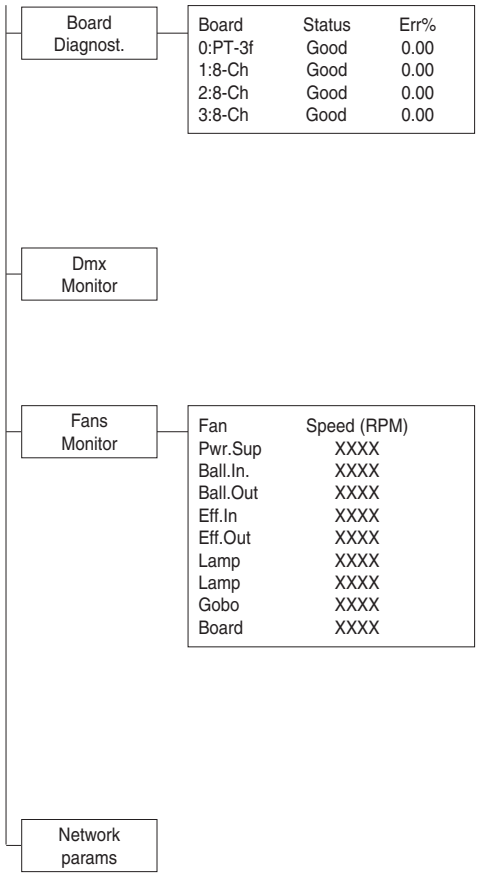 Board
Diagnost.
Board Status Err%
0:PT-3f Good 0.00
1:8-Ch Good 0.00
2:8-Ch Good 0.00
3:8-Ch Good 0.00
Dmx
Monitor
Fans
Monitor
Fan Speed (RPM)
Pwr.Sup XXXX
Ball.In. XXXX
Ball.Out XXXX
Eff.In XXXX
Eff.Out XXXX
Lamp XXXX
Lamp XXXX
Gobo XXXX
Board XXXX
Network
params